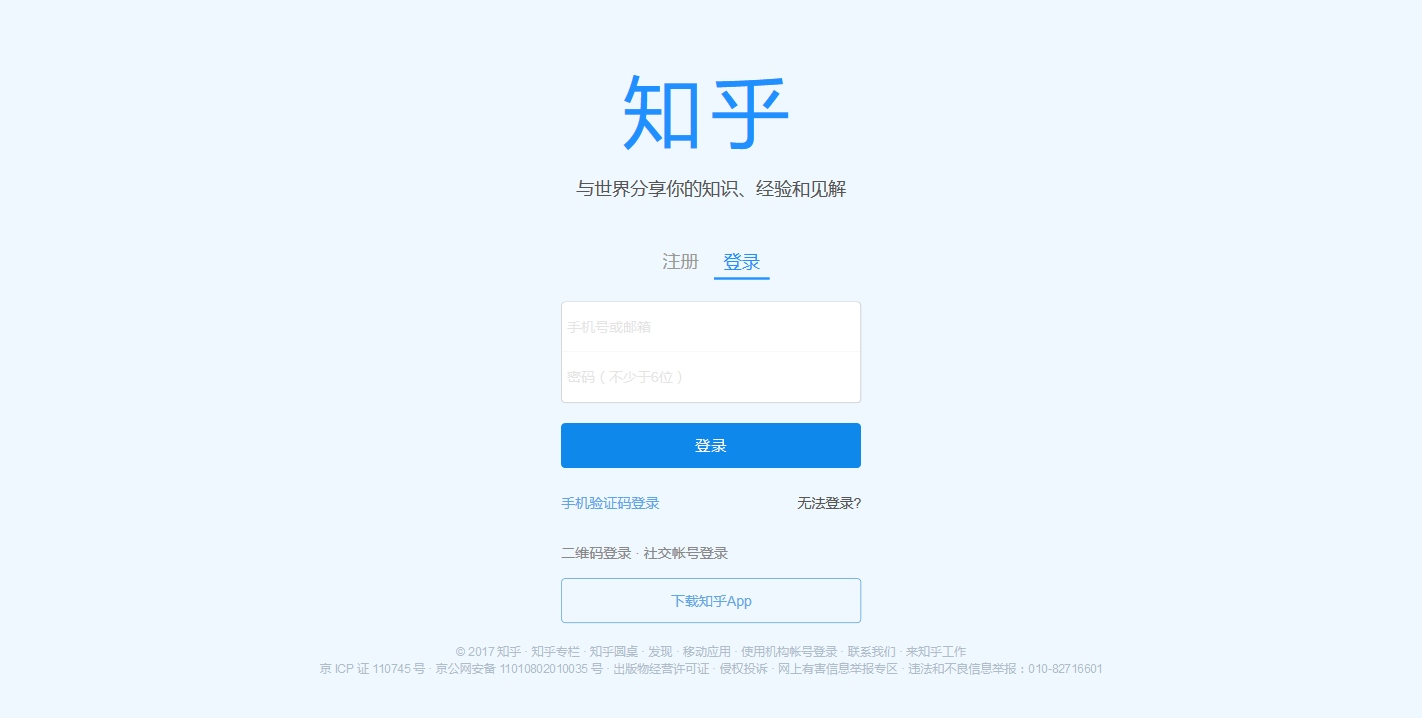 知乎
与世界分享你的知识、经验和见解
注册 登录
手机号或邮箱
密码（不少于6位）
登录
手机验证码登录 无法登录?
二维码登录 · 社交帐号登录
下载知乎App
© 2017 知乎 · 知乎专栏 · 知乎圆桌 · 发现 · 移动应用 · 使用机构帐号登录 · 联系我们 · 来知乎工作
京 ICP 证 110745 号 · 京公网安备 11010802010035 号 · 出版物经营许可证 · 侵权投诉 · 网上有害信息举报专区 · 违法和不良信息举报：010-82716601